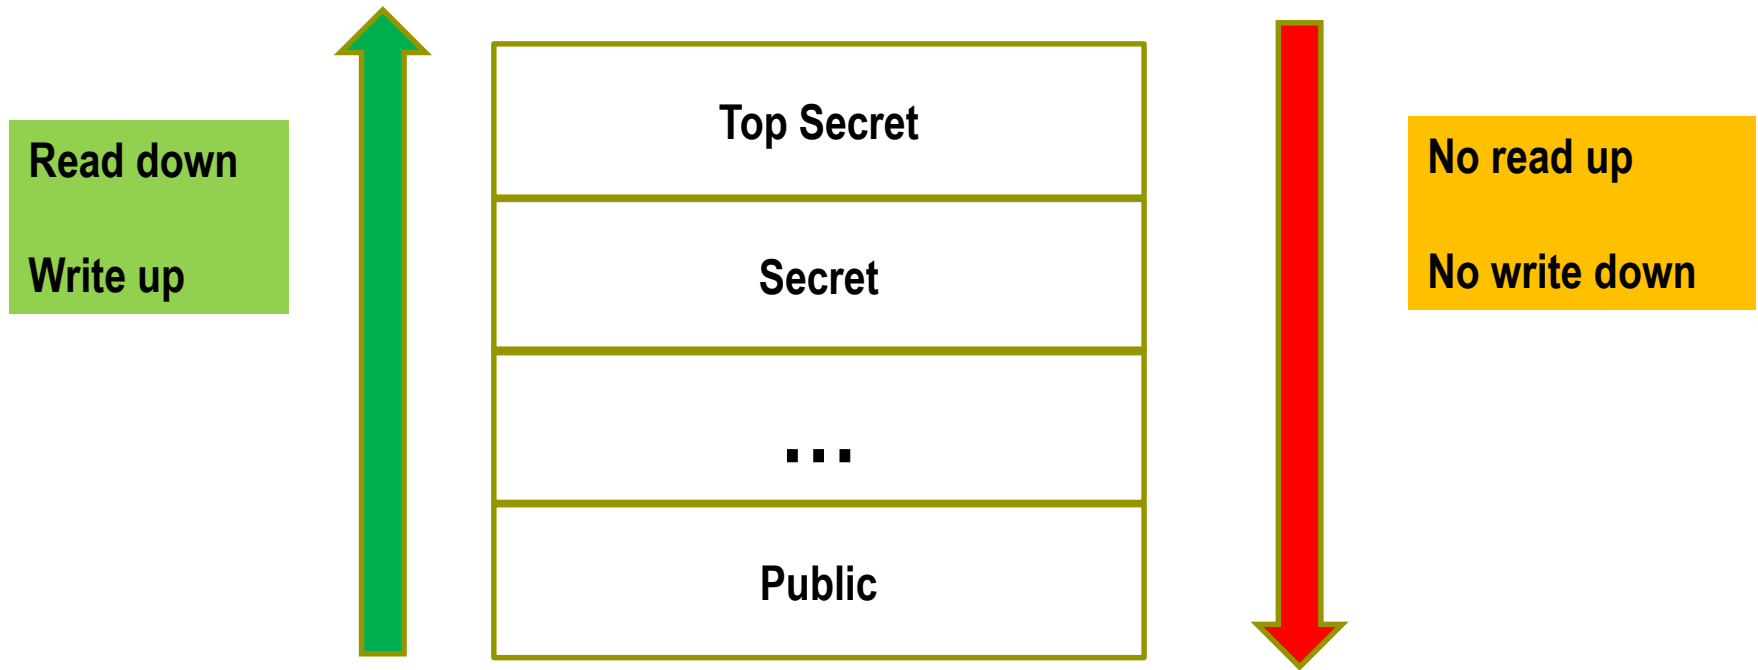 Read down
Write up
Top Secret
Secret
...
Public
No read up
No write down